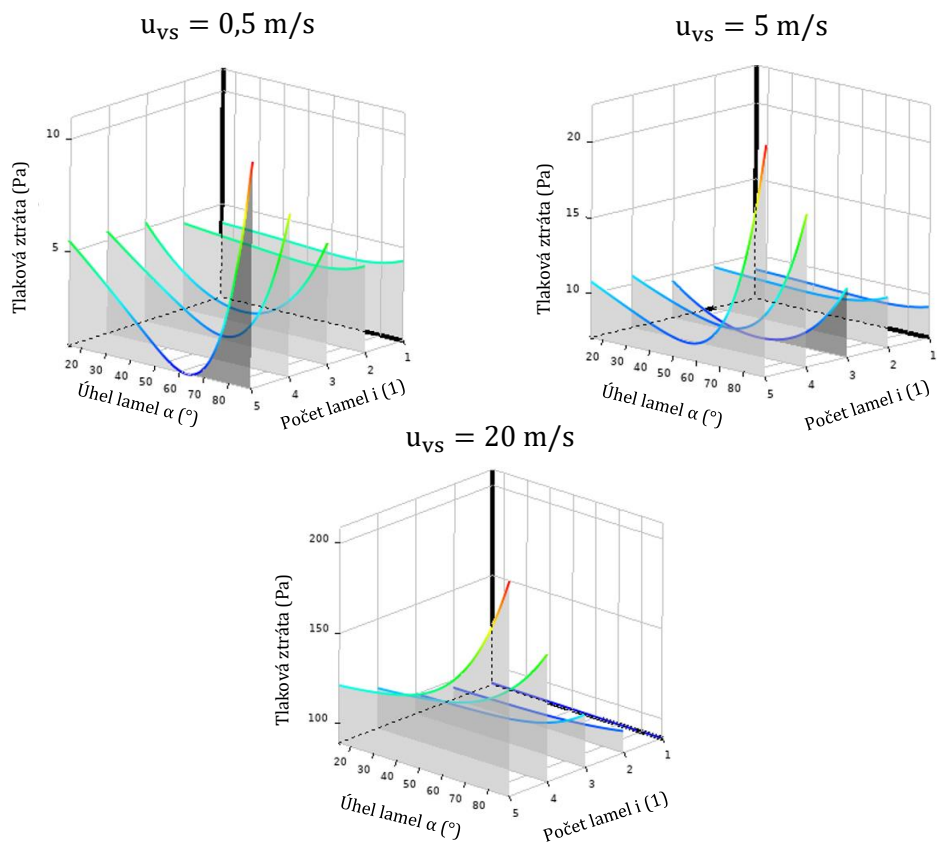 u_vs = 0,5 m/s
Tlaková ztráta (Pa)
10
5
20 30 40 50 60 70 80
Úhel lamel α (°)
5 4 3 2 1
Počet lamel i (1)
u_vs = 5 m/s
Tlaková ztráta (Pa)
20
15
10
20 30 40 50 60 70 80
Úhel lamel α (°)
5 4 3 2 1
Počet lamel i (1)
u_vs = 20 m/s
Tlaková ztráta (Pa)
200
150
100
20 30 40 50 60 70 80
Úhel lamel α (°)
5 4 3 2 1
Počet lamel i (1)